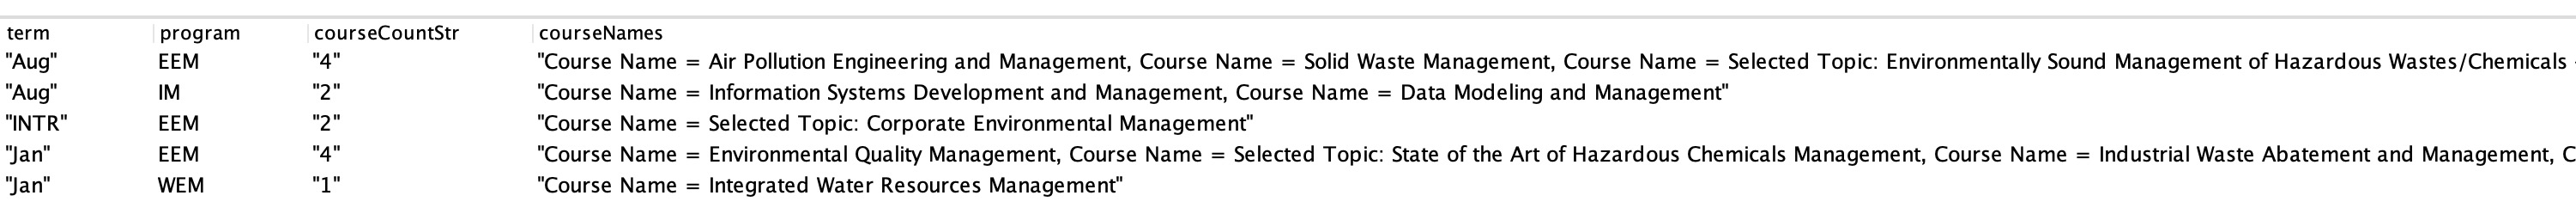 term program courseCountStr courseNames
"Aug" EEM "4" "Course Name = Air Pollution Engineering and Management, Course Name = Solid Waste Management, Course Name = Selected Topic: Environmentally Sound Management of Hazardous Wastes/Chemicals
"Aug" IM "2" "Course Name = Information Systems Development and Management, Course Name = Data Modeling and Management"
"INTR" EEM "2" "Course Name = Selected Topic: Corporate Environmental Management"
"Jan" EEM "4" "Course Name = Environmental Quality Management, Course Name = Selected Topic: State of the Art of Hazardous Chemicals Management, Course Name = Industrial Waste Abatement and Management, C
"Jan" WEM "1" "Course Name = Integrated Water Resources Management"